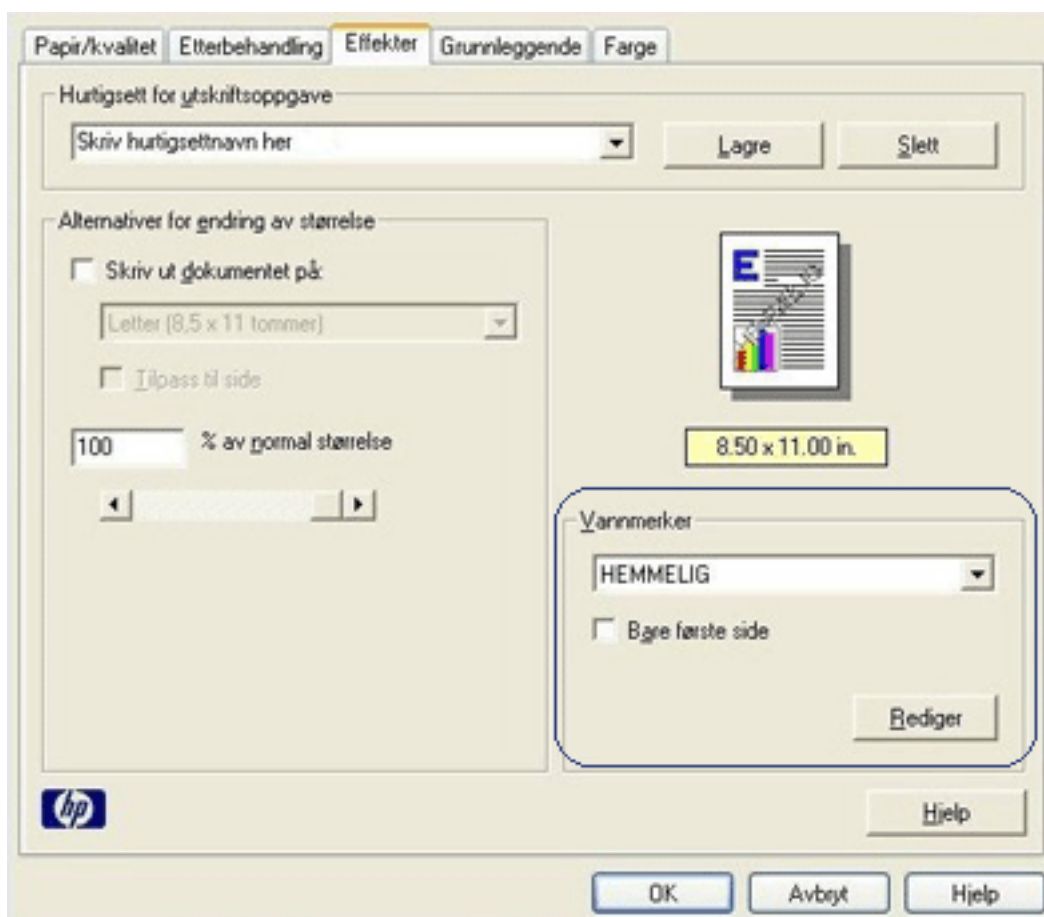 Papir/kvalitet Etterbehandling Effekter Grunnleggende Farge
Hurtigsett for utskriftsoppgave
Skriv hurtigsettnavn her Lagre Slett
Alternativer for endring av størrelse
Skriv ut dokumentet på:
Letter (8,5 x 11 tommer)
Tilpass til side
100 % av normal størrelse
E
8.50 x 11.00 in.
Vannmerker
HEMMELIG
Bare første side
Rediger
hp
Hjelp
OK Avbryt Hjelp